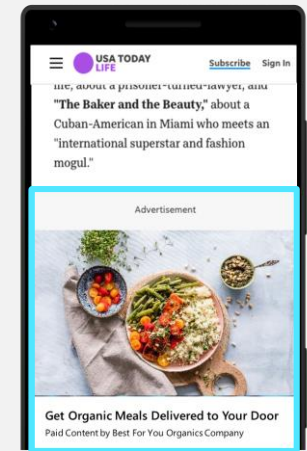 USA TODAY
LIFE
Subscribe Sign In
life, about a prisoner-turned-lawyer, and
"The Baker and the Beauty," about a
Cuban-American in Miami who meets an
"international superstar and fashion
mogul."
Advertisement
Get Organic Meals Delivered to Your Door
Paid Content by Best For You Organics Company